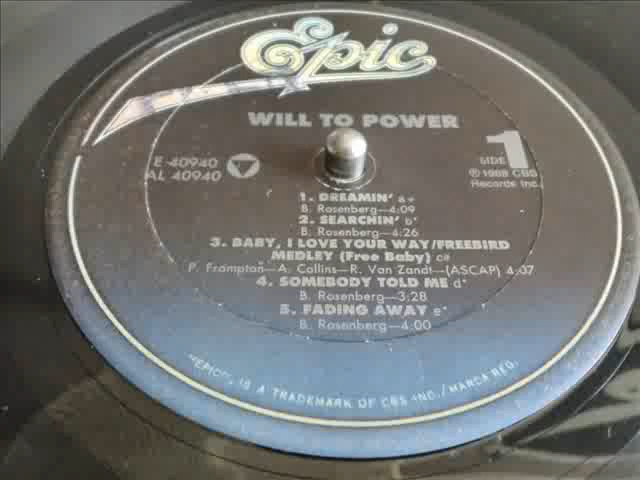 Epic
WILL TO POWER
E 40940
AL 40940
SIDE 1
℗ 1988 CBS
Records Inc.
1. DREAMIN' a+
B. Rosenberg—4:09
2. SEARCHIN' b*
B. Rosenberg—4:26
3. BABY, I LOVE YOUR WAY/FREEBIRD
MEDLEY (Free Baby) c#
P. Frampton—A. Collins—R. Van Zandt—(ASCAP) 4:07
4. SOMEBODY TOLD ME d*
B. Rosenberg—3:28
5. FADING AWAY e*
B. Rosenberg—4:00
"EPIC", IS A TRADEMARK OF CBS INC./MARCA REG.